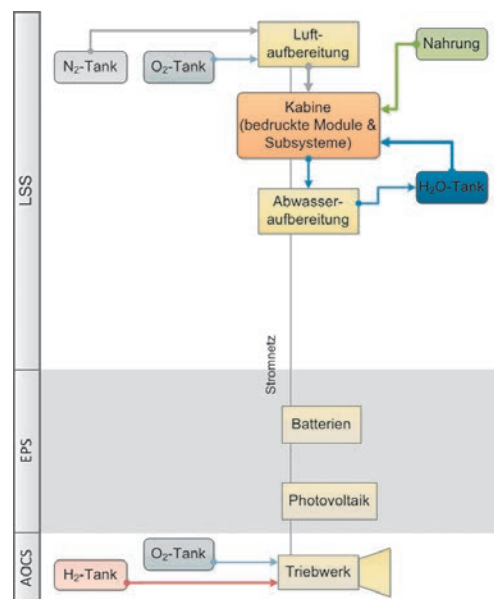 Luft-
aufbereitung
N₂-Tank
O₂-Tank
Nahrung
Kabine
(bedruckte Module &
Subsysteme)
H₂O-Tank
Abwasser-
aufbereitung
LSS
Stromnetz
EPS
Batterien
Photovoltaik
AOCS
O₂-Tank
H₂-Tank
Triebwerk